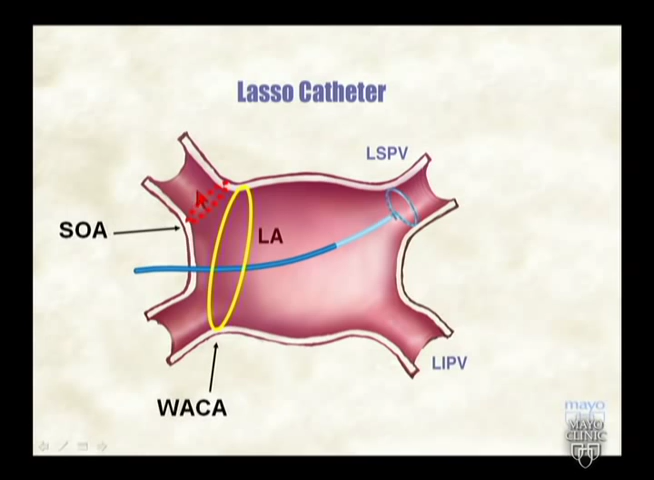 Lasso Catheter
LSPV
SOA
LA
LIPV
WACA
mayo
MAYO
CLINIC